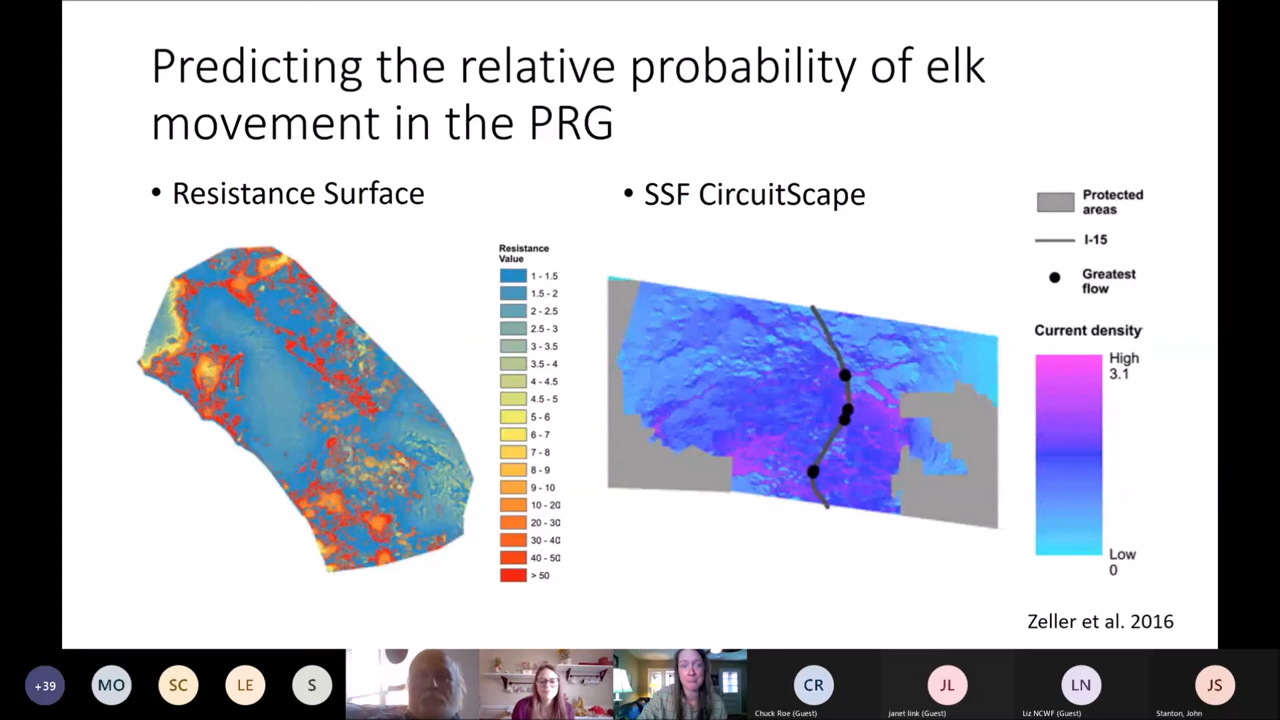 Predicting the relative probability of elk
movement in the PRG
• Resistance Surface
• SSF CircuitScape
Resistance
Value
1 - 1.5
1.5 - 2
2 - 2.5
2.5 - 3
3 - 3.5
3.5 - 4
4 - 4.5
4.5 - 5
5 - 6
6 - 7
7 - 8
8 - 9
9 - 10
10 - 20
20 - 30
30 - 40
40 - 50
> 50
Protected
areas
I-15
Greatest
flow
Current density
High
3.1
Low
0
Zeller et al. 2016
+39
MO
SC
LE
S
CR
JL
LN
JS
Chuck Roe (Guest)
janet link (Guest)
Liz NCWF (Guest)
Stanton, John